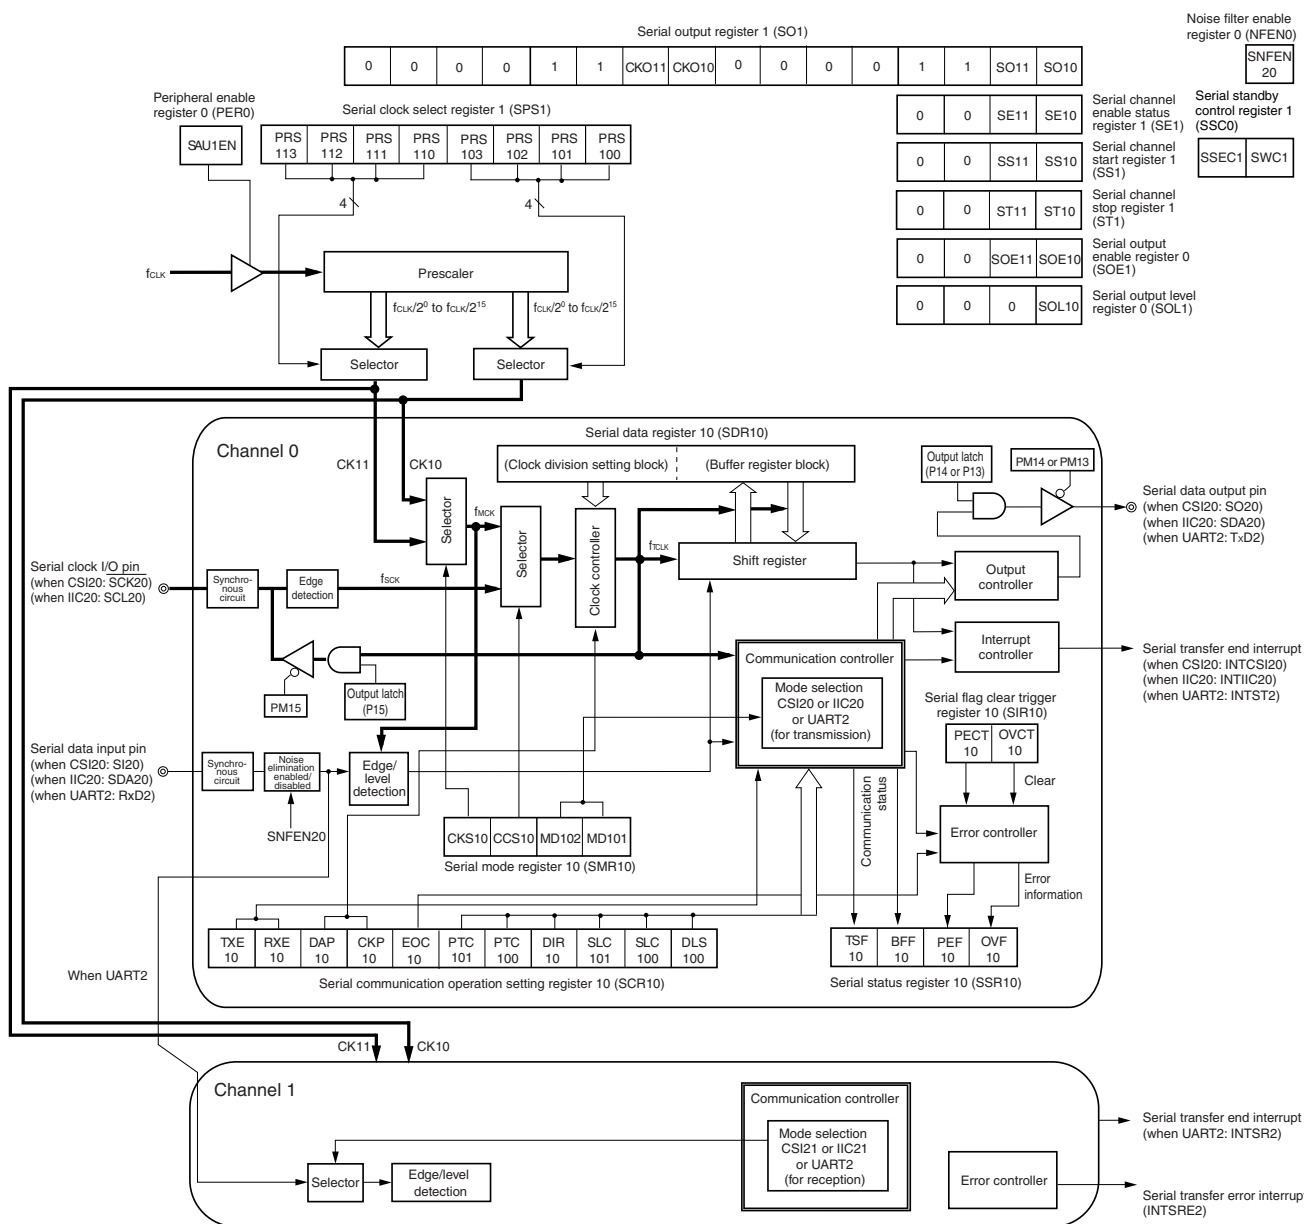 Serial output register 1 (SO1)
0 0 0 0 1 1 CKO11 CKO10 0 0 0 0 1 1 SO11 SO10
Noise filter enable
register 0 (NFEN0)
SNFEN
20
Peripheral enable
register 0 (PER0)
SAU1EN
Serial clock select register 1 (SPS1)
PRS PRS PRS PRS PRS PRS PRS PRS
113 112 111 110 103 102 101 100
0 0 SE11 SE10
Serial channel
enable status
register 1 (SE1)
Serial standby
control register 1
(SSC0)
SSEC1 SWC1
0 0 SS11 SS10
Serial channel
start register 1
(SS1)
0 0 ST11 ST10
Serial channel
stop register 1
(ST1)
0 0 SOE11 SOE10
Serial output
enable register 0
(SOE1)
0 0 0 SOL10
Serial output level
register 0 (SOL1)
4
4
fCLK
Prescaler
fCLK/2⁰ to fCLK/2¹⁵
fCLK/2⁰ to fCLK/2¹⁵
Selector
Selector
Channel 0
CK11
CK10
Serial data register 10 (SDR10)
(Clock division setting block)
(Buffer register block)
Output latch
(P14 or P13)
PM14 or PM13
Serial data output pin
(when CSI20: SO20)
(when IIC20: SDA20)
(when UART2: TxD2)
Selector
fMCK
Selector
Clock controller
fTCLK
Shift register
Output
controller
Serial clock I/O pin
(when CSI20: SCK20)
(when IIC20: SCL20)
Synchro-
nous
circuit
Edge
detection
fSCK
Interrupt
controller
Serial transfer end interrupt
(when CSI20: INTCSI20)
(when IIC20: INTIIC20)
(when UART2: INTST2)
Communication controller
Mode selection
CSI20 or IIC20
or UART2
(for transmission)
PM15
Output latch
(P15)
Serial flag clear trigger
register 10 (SIR10)
PECT OVCT
10 10
Clear
Serial data input pin
(when CSI20: SI20)
(when IIC20: SDA20)
(when UART2: RxD2)
Synchro-
nous
circuit
Noise
elimination
enabled/
disabled
SNFEN20
Edge/
level
detection
Communication
status
Error controller
Error
information
CKS10 CCS10 MD102 MD101
Serial mode register 10 (SMR10)
TXE RXE DAP CKP EOC PTC PTC DIR SLC SLC DLS
10 10 10 10 10 101 100 10 101 100 100
Serial communication operation setting register 10 (SCR10)
TSF BFF PEF OVF
10 10 10 10
Serial status register 10 (SSR10)
When UART2
CK11
CK10
Channel 1
Communication controller
Mode selection
CSI21 or IIC21
or UART2
(for reception)
Selector
Edge/level
detection
Error controller
Serial transfer end interrupt
(when UART2: INTSR2)
Serial transfer error interrupt
(INTSRE2)